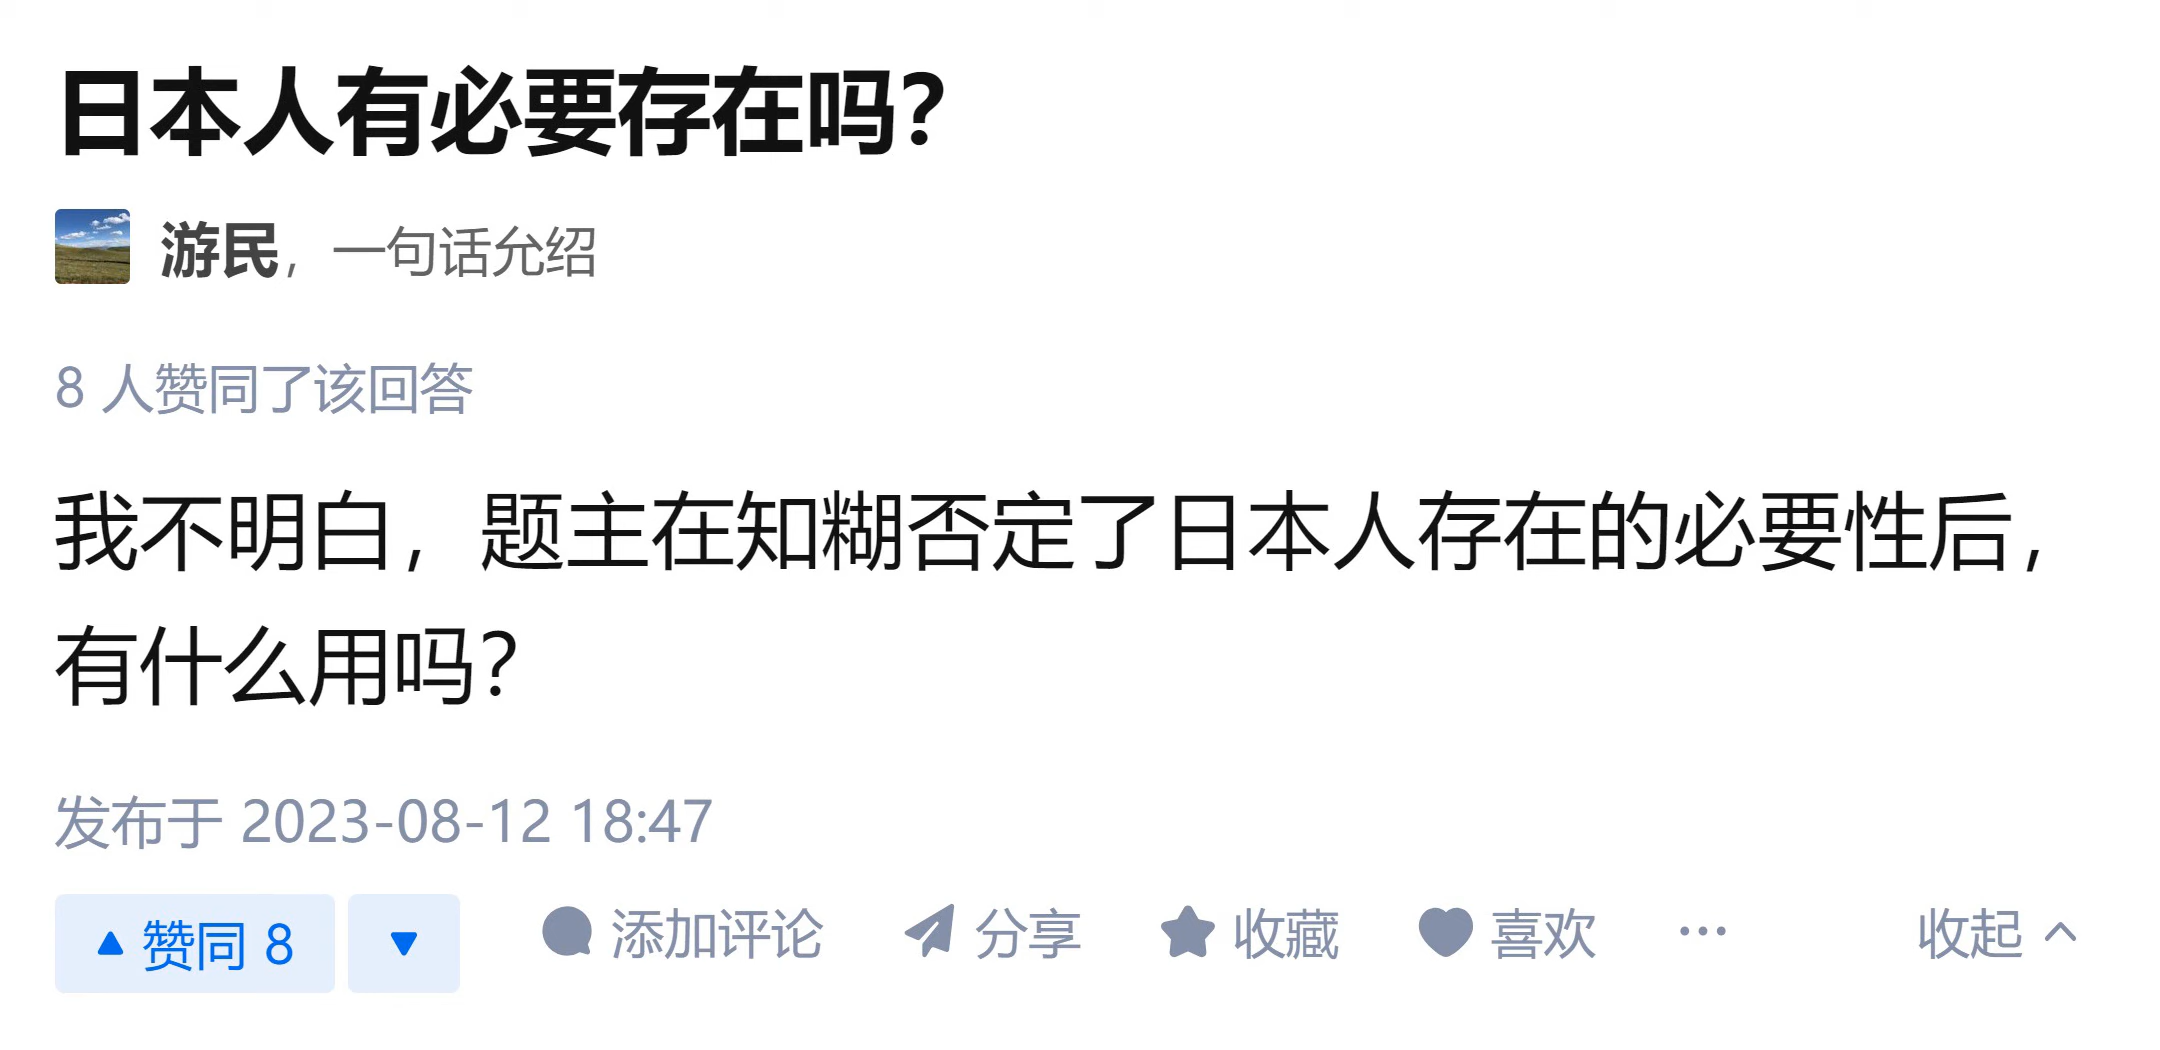 日本人有必要存在吗？
游民，一句话允绍
8 人赞同了该回答
我不明白，题主在知糊否定了日本人存在的必要性后，
有什么用吗？
发布于 2023-08-12 18:47
赞同 8 添加评论 分享 收藏 喜欢 ··· 收起